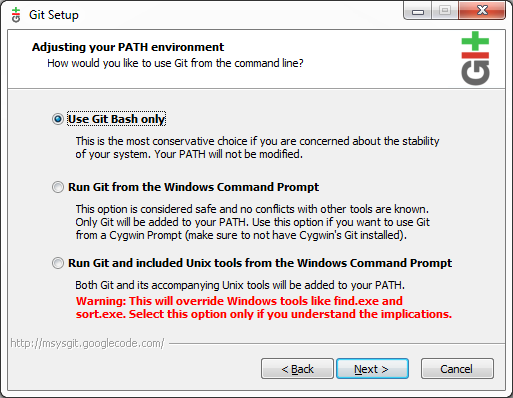 Git Setup
Adjusting your PATH environment
How would you like to use Git from the command line?
Git
Use Git Bash only
This is the most conservative choice if you are concerned about the stability
of your system. Your PATH will not be modified.
Run Git from the Windows Command Prompt
This option is considered safe and no conflicts with other tools are known.
Only Git will be added to your PATH. Use this option if you want to use Git
from a Cygwin Prompt (make sure to not have Cygwin's Git installed).
Run Git and included Unix tools from the Windows Command Prompt
Both Git and its accompanying Unix tools will be added to your PATH.
Warning: This will override Windows tools like find.exe and
sort.exe. Select this option only if you understand the implications.
http://msysgit.googlecode.com/
< Back
Next >
Cancel